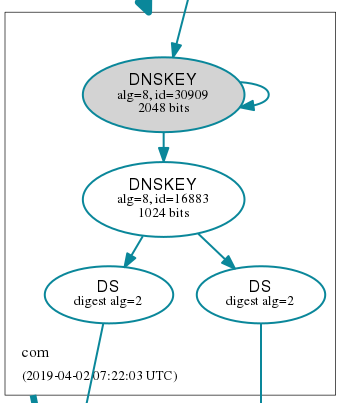 DNSKEY
alg=8, id=30909
2048 bits
DNSKEY
alg=8, id=16883
1024 bits
DS
digest alg=2
DS
digest alg=2
com
(2019-04-02 07:22:03 UTC)